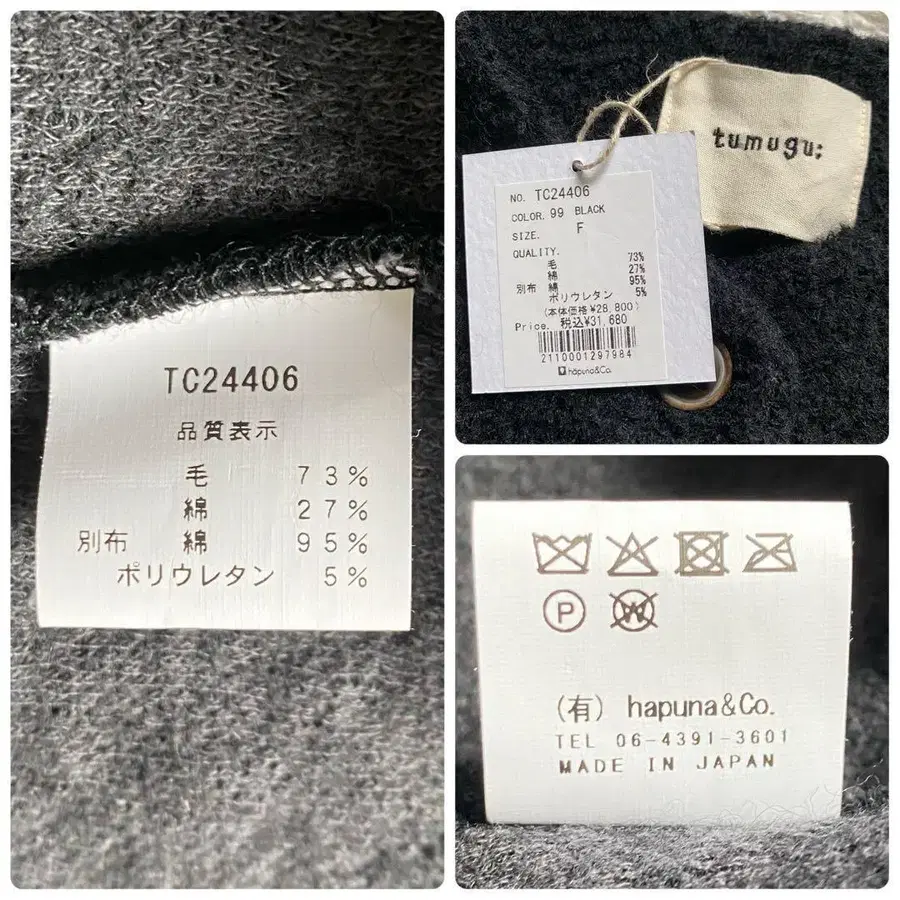 TC24406
品質表示
毛 73%
綿 27%
別布 綿 95%
ポリウレタン 5%
tumugu:
NO. TC24406
COLOR. 99 BLACK
SIZE. F
QUALITY.
毛 73%
綿 27%
別布 綿 95%
ポリウレタン 5%
(本体価格¥28,800)
Price. 税込¥31,680
2110001297984
hapuna&Co.
P
W
(有) hapuna&Co.
TEL 06-4391-3601
MADE IN JAPAN